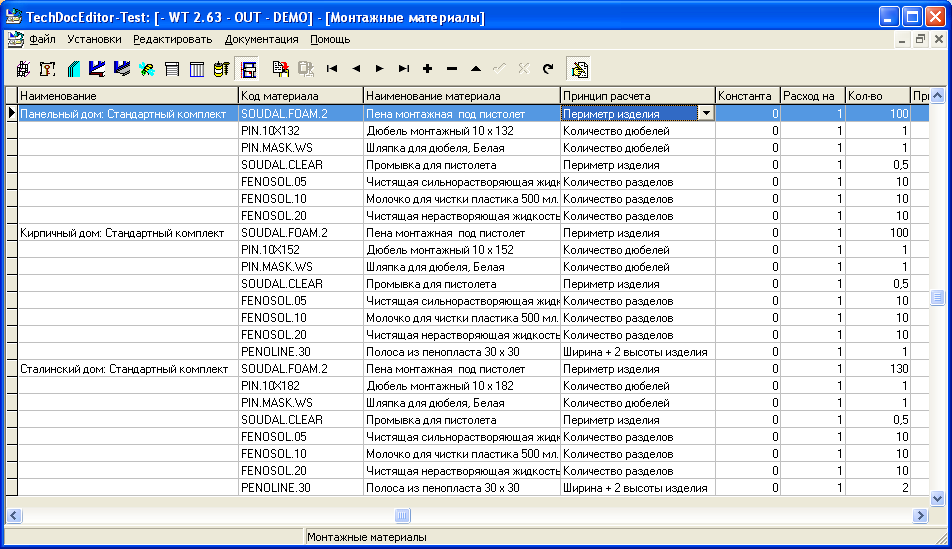 TechDocEditor-Test: [- WT 2.63 - OUT - DEMO] - [Монтажные материалы]
Файл Установки Редактировать Документация Помощь
Наименование Код материала Наименование материала Принцип расчета Константа Расход на Кол-во При
Панельный дом: Стандартный комплект SOUDAL.FOAM.2 Пена монтажная под пистолет Периметр изделия 0 1 100
PIN.10X132 Дюбель монтажный 10 x 132 Количество дюбелей 0 1 1
PIN.MASK.WS Шляпка для дюбеля, Белая Количество дюбелей 0 1 1
SOUDAL.CLEAR Промывка для пистолета Периметр изделия 0 1 0,5
FENOSOL.05 Чистящая сильнорастворяющая жидк Количество разделов 0 1 10
FENOSOL.10 Молочко для чистки пластика 500 мл. Количество разделов 0 1 10
FENOSOL.20 Чистящая нерастворяющая жидкость Количество разделов 0 1 10
Кирпичный дом: Стандартный комплект SOUDAL.FOAM.2 Пена монтажная под пистолет Периметр изделия 0 1 100
PIN.10X152 Дюбель монтажный 10 x 152 Количество дюбелей 0 1 1
PIN.MASK.WS Шляпка для дюбеля, Белая Количество дюбелей 0 1 1
SOUDAL.CLEAR Промывка для пистолета Периметр изделия 0 1 0,5
FENOSOL.05 Чистящая сильнорастворяющая жидк Количество разделов 0 1 10
FENOSOL.10 Молочко для чистки пластика 500 мл. Количество разделов 0 1 10
FENOSOL.20 Чистящая нерастворяющая жидкость Количество разделов 0 1 10
PENOLINE.30 Полоса из пенопласта 30 x 30 Ширина + 2 высоты изделия 0 1 1
Сталинский дом: Стандартный комплект SOUDAL.FOAM.2 Пена монтажная под пистолет Периметр изделия 0 1 130
PIN.10X182 Дюбель монтажный 10 x 182 Количество дюбелей 0 1 1
PIN.MASK.WS Шляпка для дюбеля, Белая Количество дюбелей 0 1 1
SOUDAL.CLEAR Промывка для пистолета Периметр изделия 0 1 0,5
FENOSOL.05 Чистящая сильнорастворяющая жидк Количество разделов 0 1 10
FENOSOL.10 Молочко для чистки пластика 500 мл. Количество разделов 0 1 10
FENOSOL.20 Чистящая нерастворяющая жидкость Количество разделов 0 1 10
PENOLINE.30 Полоса из пенопласта 30 x 30 Ширина + 2 высоты изделия 0 1 2
Монтажные материалы